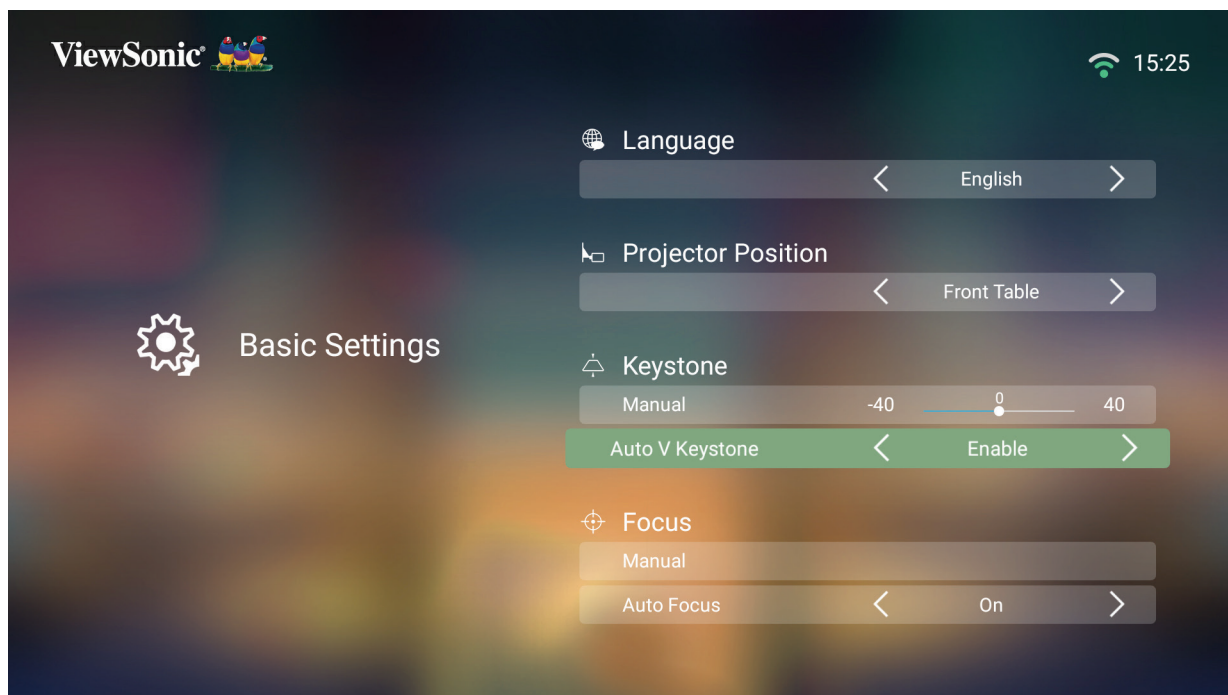 ViewSonic®
15:25
Language
English
Projector Position
Front Table
Basic Settings
Keystone
Manual -40 0 40
Auto V Keystone Enable
Focus
Manual
Auto Focus On